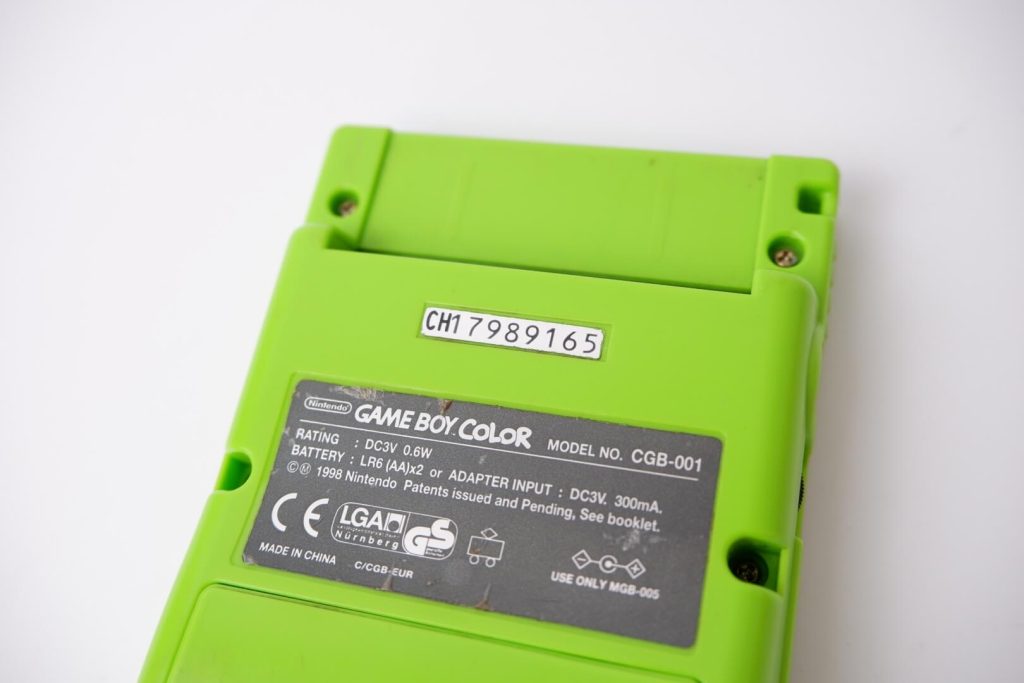 CH17989165
Nintendo GAME BOY COLOR MODEL NO. CGB-001
RATING : DC3V 0.6W
BATTERY : LR6 (AA)x2 or ADAPTER INPUT : DC3V. 300mA.
©Ⓜ 1998 Nintendo Patents issued and Pending, See booklet.
CE LGA Nürnberg GS
MADE IN CHINA C/CGB-EUR USE ONLY MGB-005